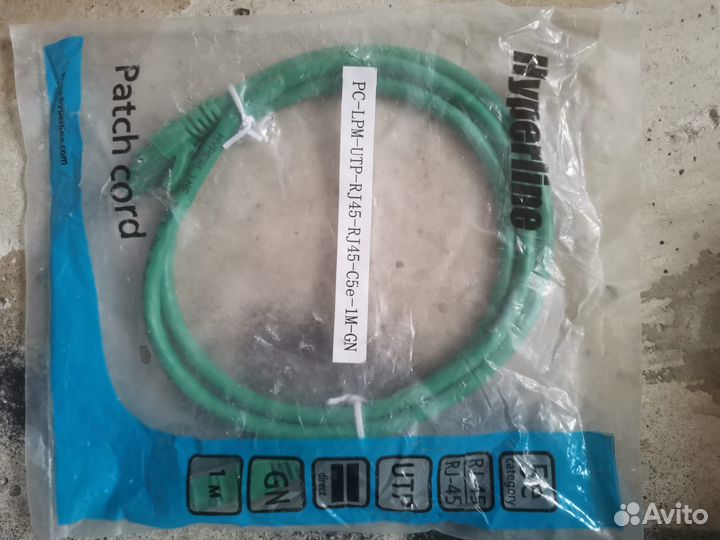 Hyperline
PC-LPM-UTP-RJ45-RJ45-C5e-1M-GN
Patch cord
www.hyperline.com
5e
category
RJ-45
RJ-45
UTP
direct
GN
1 M
Avito